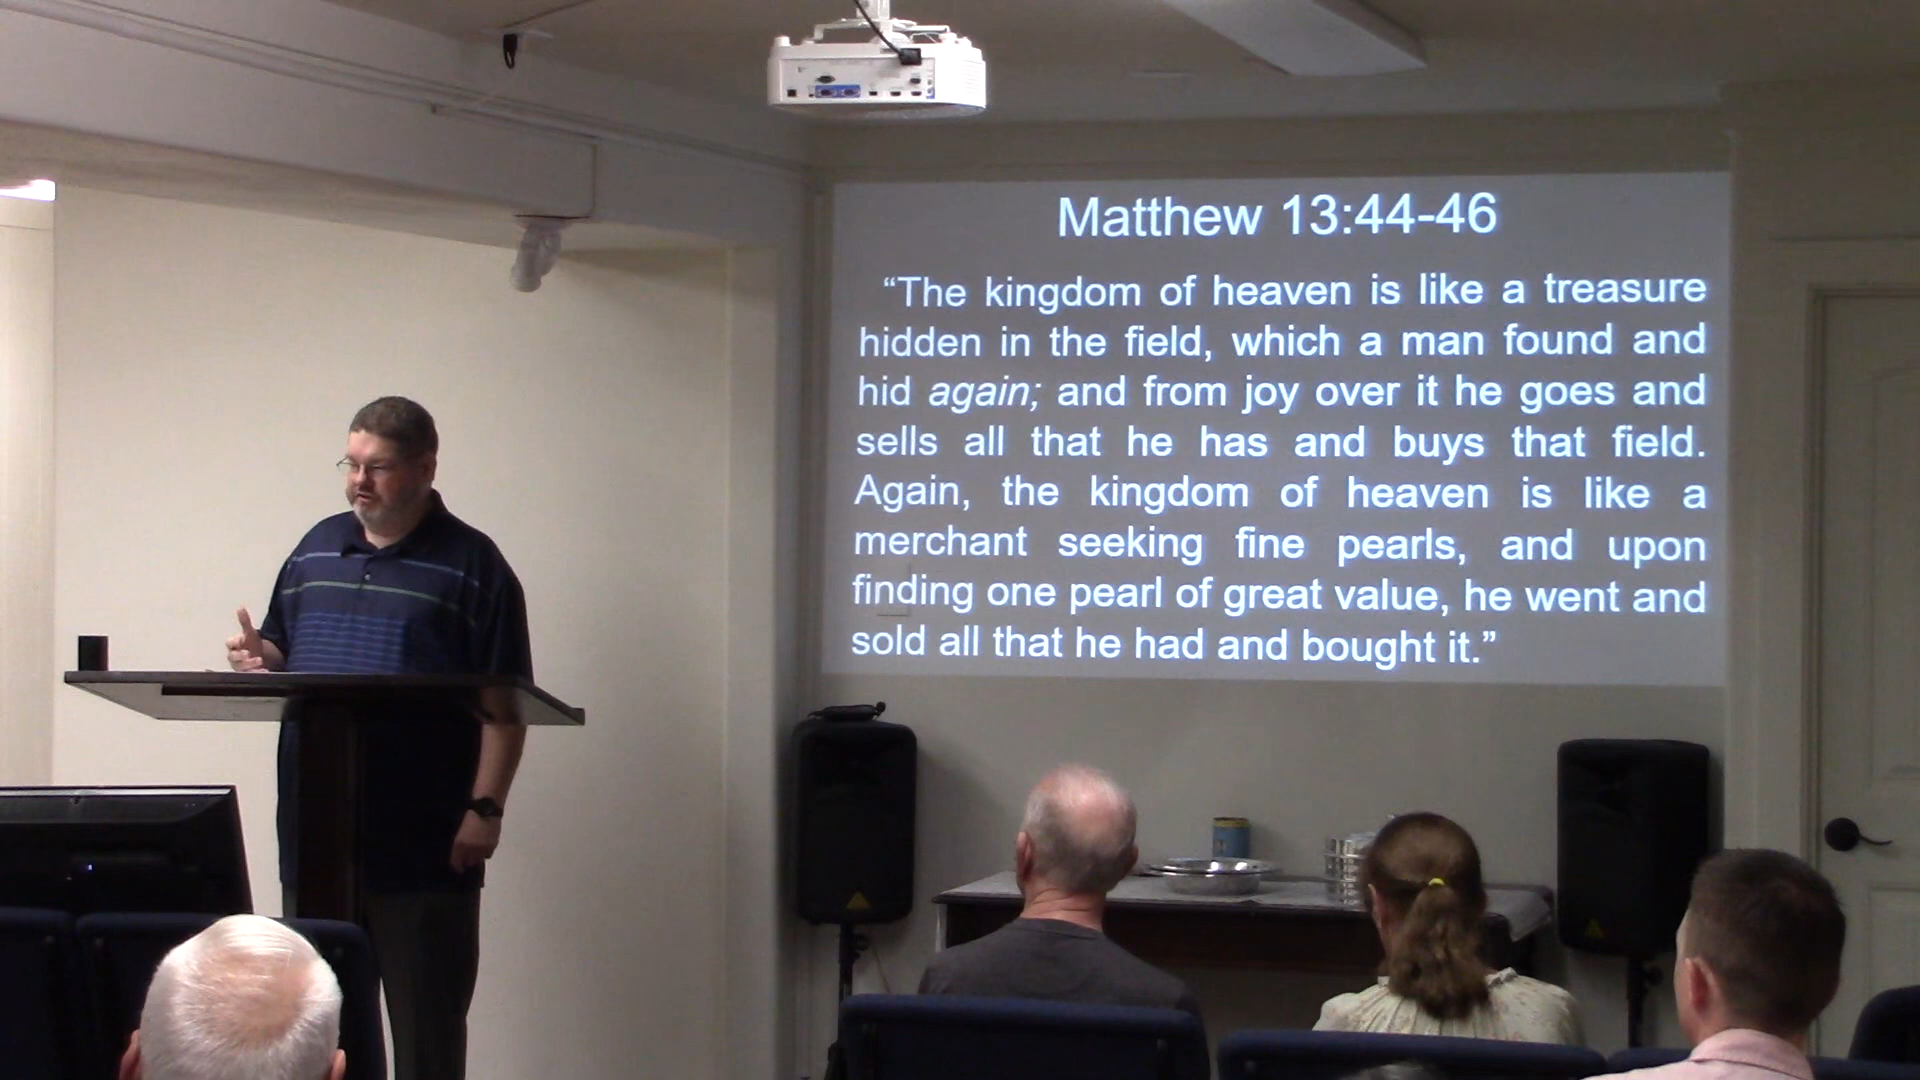 Matthew 13:44-46
“The kingdom of heaven is like a treasure
hidden in the field, which a man found and
hid again; and from joy over it he goes and
sells all that he has and buys that field.
Again, the kingdom of heaven is like a
merchant seeking fine pearls, and upon
finding one pearl of great value, he went and
sold all that he had and bought it.”